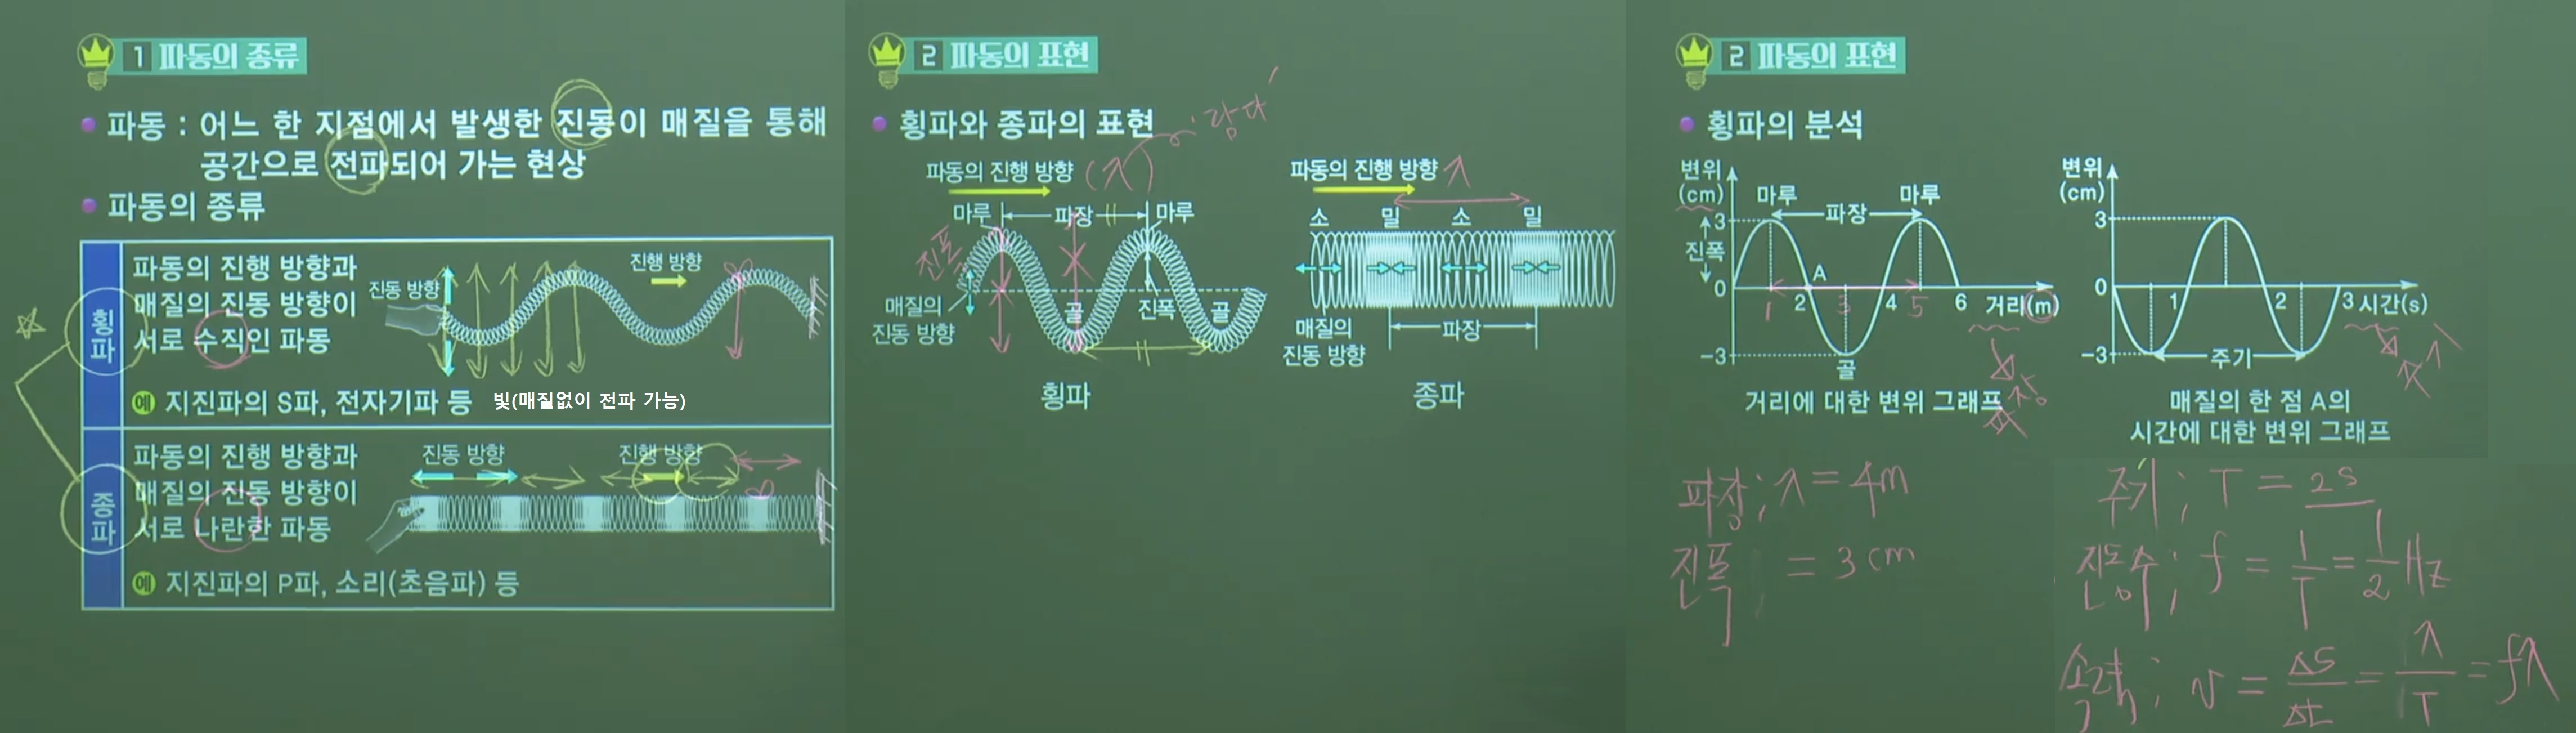 1 파동의 종류
파동 : 어느 한 지점에서 발생한 진동이 매질을 통해
공간으로 전파되어 가는 현상
파동의 종류
횡파
파동의 진행 방향과
매질의 진동 방향이
서로 수직인 파동
진동 방향
진행 방향
예 지진파의 S파, 전자기파 등
빛(매질없이 전파 가능)
종파
파동의 진행 방향과
매질의 진동 방향이
서로 나란한 파동
진동 방향
진행 방향
예 지진파의 P파, 소리(초음파) 등
2 파동의 표현
횡파와 종파의 표현
'람다'
파동의 진행 방향 (λ)
마루 파장 마루
진폭
매질의
진동 방향
골 진폭 골
횡파
파동의 진행 방향 λ
소 밀 소 밀
매질의
진동 방향
파장
종파
2 파동의 표현
횡파의 분석
변위
(cm)
마루 마루
3 파장
진폭
A
0 1 2 3 4 5 6 거리(m)
-3
골
거리에 대한 변위 그래프
파장
변위
(cm)
3
0 1 2 3 시간(s)
-3 주기
매질의 한 점 A의
시간에 대한 변위 그래프
파장; λ = 4m
진폭 = 3cm
주기; T = 2s
진동수; f = 1/T = 1/2 Hz
속력; v = Δs/Δt = λ/T = fλ